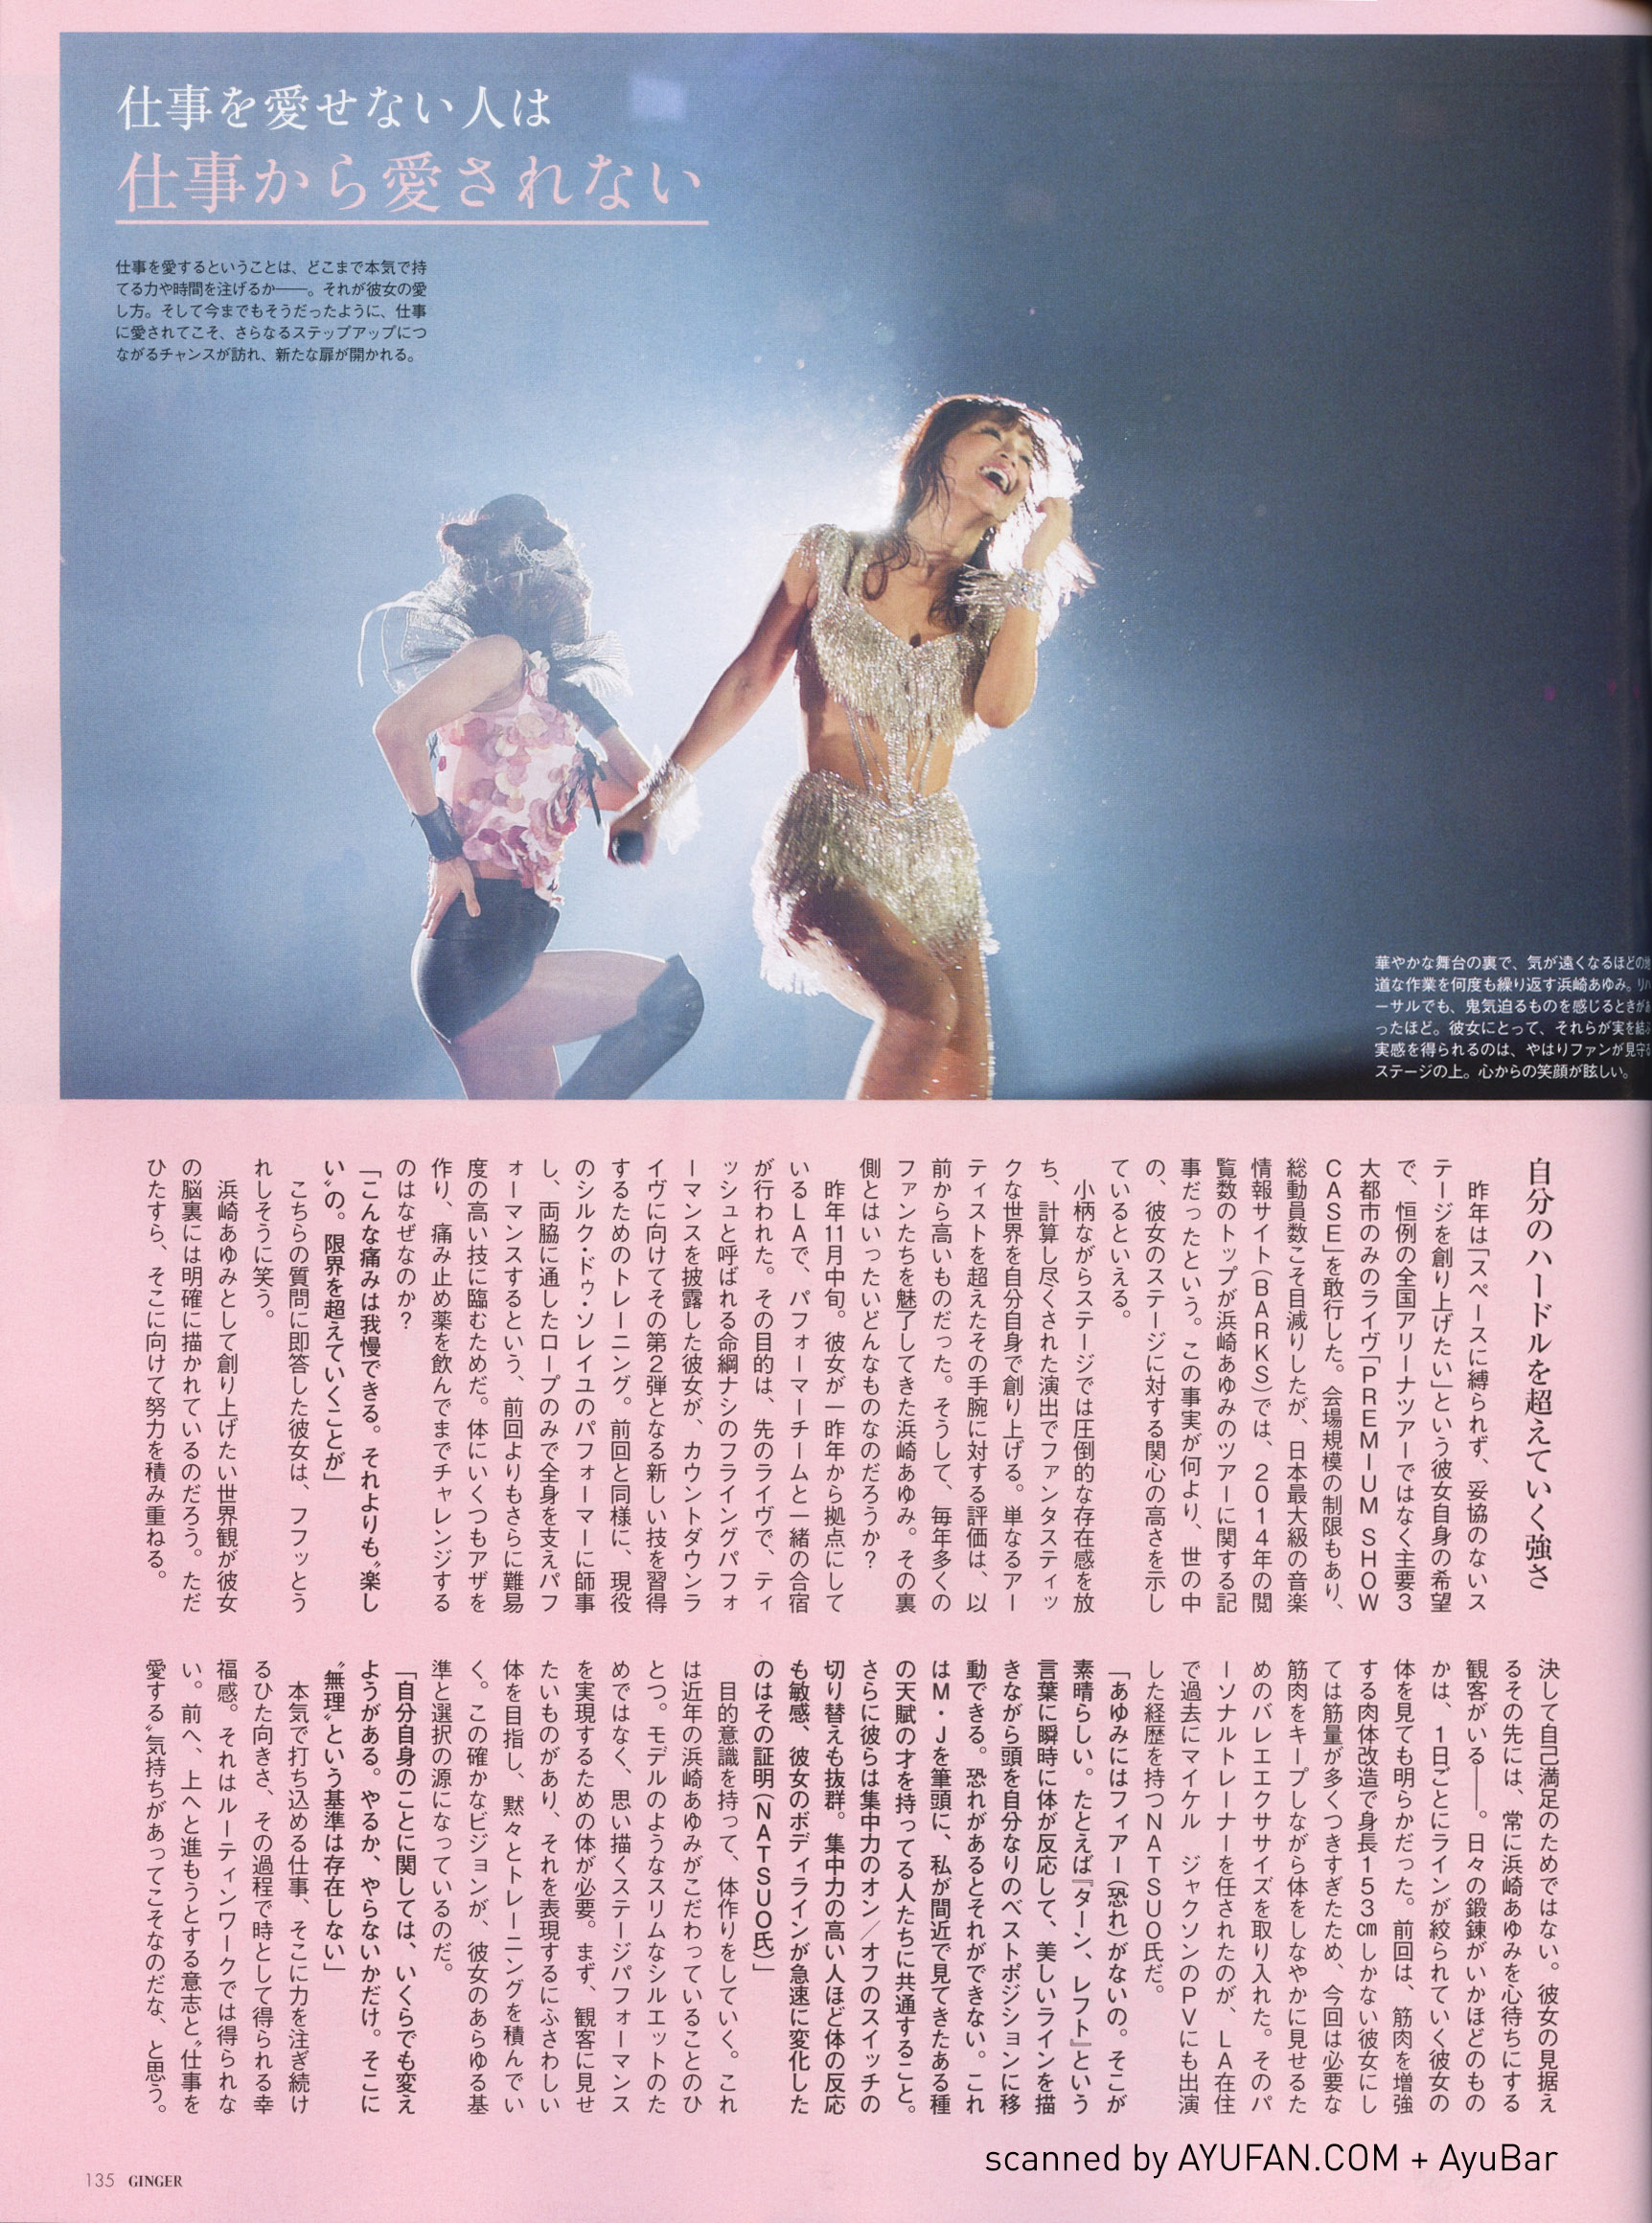 仕事を愛せない人は
仕事から愛されない
仕事を愛するということは、どこまで本気で持
てる力や時間を注げるか――。それが彼女の愛
し方。そして今までもそうだったように、仕事
に愛されてこそ、さらなるステップアップにつ
ながるチャンスが訪れ、新たな扉が開かれる。
華やかな舞台の裏で、気が遠くなるほどの地
道な作業を何度も繰り返す浜崎あゆみ。リハ
ーサルでも、鬼気迫るものを感じるときがあ
ったほど。彼女にとって、それらが実を結ぶ
実感を得られるのは、やはりファンが見守る
ステージの上。心からの笑顔が眩しい。
自分のハードルを超えていく強さ
昨年は「スペースに縛られず、妥協のないス
テージを創り上げたい」という彼女自身の希望
で、恒例の全国アリーナツアーではなく主要3
大都市のみのライヴ「PREMIUM SHOW
CASE」を敢行した。会場規模の制限もあり、
総動員数こそ目減りしたが、日本最大級の音楽
情報サイト(BARKS)では、2014年の閲
覧数のトップが浜崎あゆみのツアーに関する記
事だったという。この事実が何より、世の中
の、彼女のステージに対する関心の高さを示し
ているといえる。
小柄ながらステージでは圧倒的な存在感を放
ち、計算し尽くされた演出でファンタスティッ
クな世界を自分自身で創り上げる。単なるアー
ティストを超えたその手腕に対する評価は、以
前から高いものだった。そうして、毎年多くの
ファンたちを魅了してきた浜崎あゆみ。その裏
側とはいったいどんなものなのだろうか?
昨年11月中旬。彼女が一昨年から拠点にして
いるLAで、パフォーマーチームと一緒の合宿
が行われた。その目的は、先のライヴで、ティ
ッシュと呼ばれる命綱ナシのフライングパフォ
ーマンスを披露した彼女が、カウントダウンラ
イヴに向けてその第2弾となる新しい技を習得
するためのトレーニング。前回と同様に、現役
のシルク・ドゥ・ソレイユのパフォーマーに師事
し、両脇に通したロープのみで全身を支えパフ
ォーマンスするという、前回よりもさらに難易
度の高い技に臨むためだ。体にいくつもアザを
作り、痛み止め薬を飲んでまでチャレンジする
のはなぜなのか?
「こんな痛みは我慢できる。それよりも〝楽し
い〟の。限界を超えていくことが」
こちらの質問に即答した彼女は、フフッとう
れしそうに笑う。
浜崎あゆみとして創り上げたい世界観が彼女
の脳裏には明確に描かれているのだろう。ただ
ひたすら、そこに向けて努力を積み重ねる。
決して自己満足のためではない。彼女の見据え
るその先には、常に浜崎あゆみを心待ちにする
観客がいる――。日々の鍛錬がいかほどのもの
かは、1日ごとにラインが絞られていく彼女の
体を見ても明らかだった。前回は、筋肉を増強
する肉体改造で身長153㎝しかない彼女にし
ては筋量が多くつきすぎたため、今回は必要な
筋肉をキープしながら体をしなやかに見せるた
めのバレエエクササイズを取り入れた。そのパ
ーソナルトレーナーを任されたのが、LA在住
で過去にマイケル ジャクソンのPVにも出演
した経歴を持つNATSUO氏だ。
「あゆみにはフィアー(恐れ)がないの。そこが
素晴らしい。たとえば『ターン、レフト』という
言葉に瞬時に体が反応して、美しいラインを描
きながら頭を自分なりのベストポジションに移
動できる。恐れがあるとそれができない。これ
はM・Jを筆頭に、私が間近で見てきたある種
の天賦の才を持ってる人たちに共通すること。
さらに彼らは集中力のオン/オフのスイッチの
切り替えも抜群。集中力の高い人ほど体の反応
も敏感、彼女のボディラインが急速に変化した
のはその証明(NATSUO氏)」
目的意識を持って、体作りをしていく。これ
は近年の浜崎あゆみがこだわっていることのひ
とつ。モデルのようなスリムなシルエットのた
めではなく、思い描くステージパフォーマンス
を実現するための体が必要。まず、観客に見せ
たいものがあり、それを表現するにふさわしい
体を目指し、黙々とトレーニングを積んでい
く。この確かなビジョンが、彼女のあらゆる基
準と選択の源になっているのだ。
「自分自身のことに関しては、いくらでも変え
ようがある。やるか、やらないかだけ。そこに
〝無理〟という基準は存在しない」
本気で打ち込める仕事、そこに力を注ぎ続け
るひた向きさ、その過程で時として得られる幸
福感。それはルーティンワークでは得られな
い。前へ、上へと進もうとする意志と〝仕事を
愛する〟気持ちがあってこそなのだな、と思う。
scanned by AYUFAN.COM + AyuBar
135 GINGER